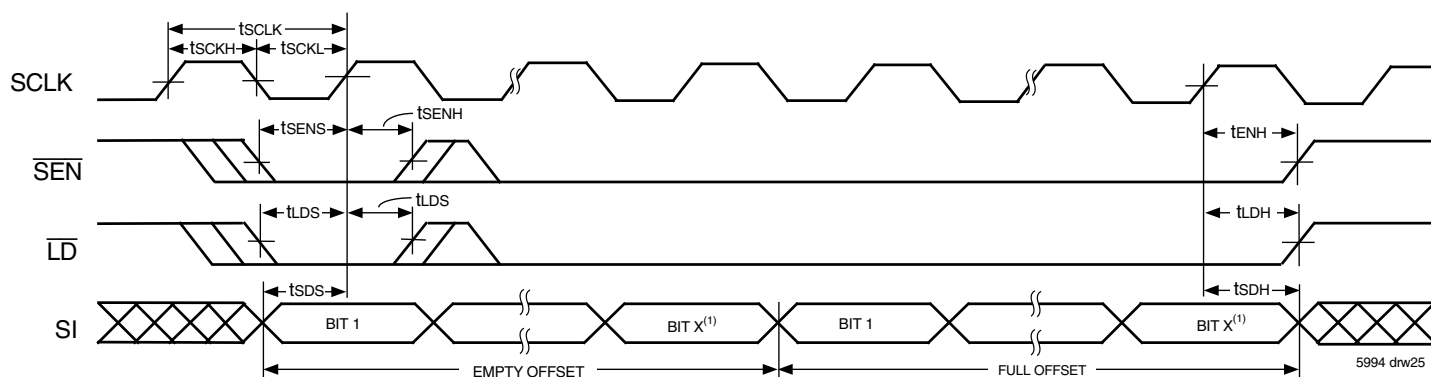 tSCLK
tSCKH tSCKL
SCLK
tSENS tSENH tENH
SEN
tLDS tLDS tLDH
LD
tSDS tSDH
SI BIT 1 BIT X(1) BIT 1 BIT X(1)
EMPTY OFFSET FULL OFFSET 5994 drw25